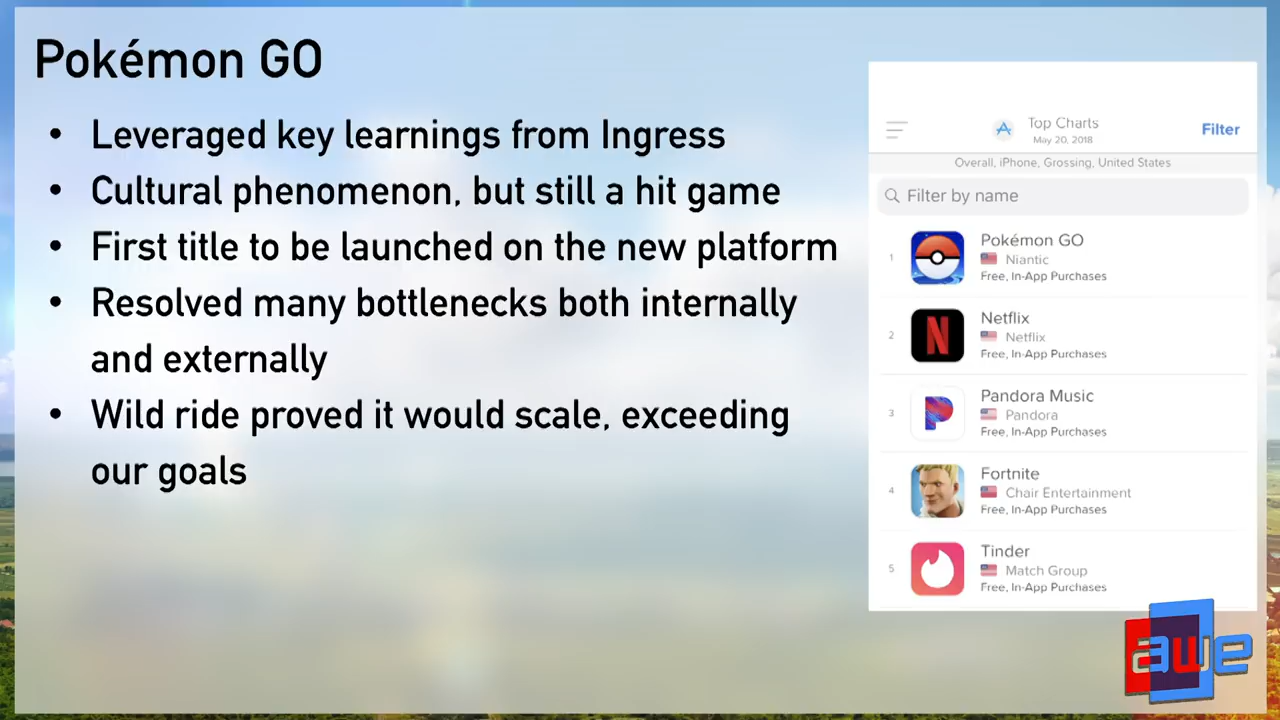 Pokémon GO
• Leveraged key learnings from Ingress
• Cultural phenomenon, but still a hit game
• First title to be launched on the new platform
• Resolved many bottlenecks both internally
and externally
• Wild ride proved it would scale, exceeding
our goals
Top Charts
May 20, 2018
Filter
Overall, iPhone, Grossing, United States
Filter by name
1
Pokémon GO
Niantic
Free, In-App Purchases
2
N
Netflix
Netflix
Free, In-App Purchases
3
Pandora Music
Pandora
Free, In-App Purchases
4
Fortnite
Chair Entertainment
Free, In-App Purchases
5
Tinder
Match Group
Free, In-App Purchases
awe